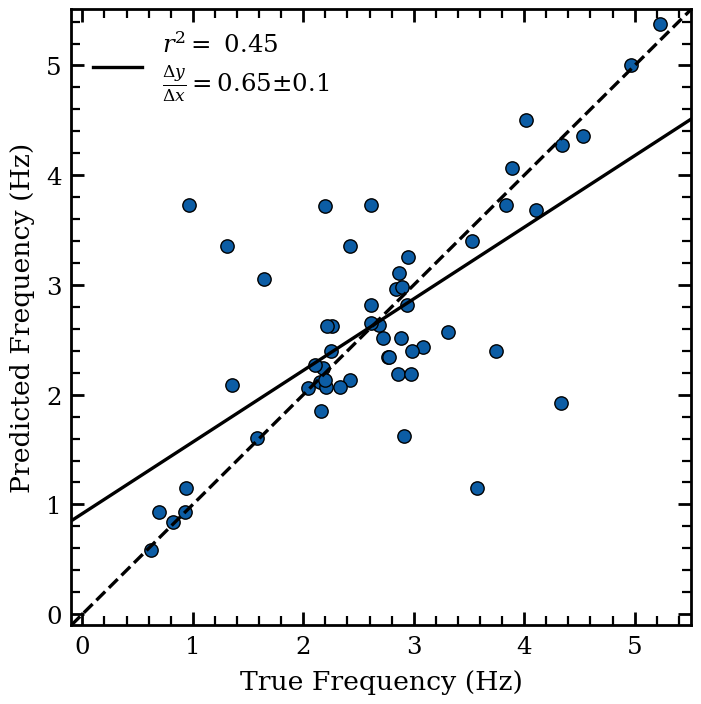 r² = 0.45
Δy/Δx = 0.65±0.1
Predicted Frequency (Hz)
5
4
3
2
1
0
0 1 2 3 4 5
True Frequency (Hz)